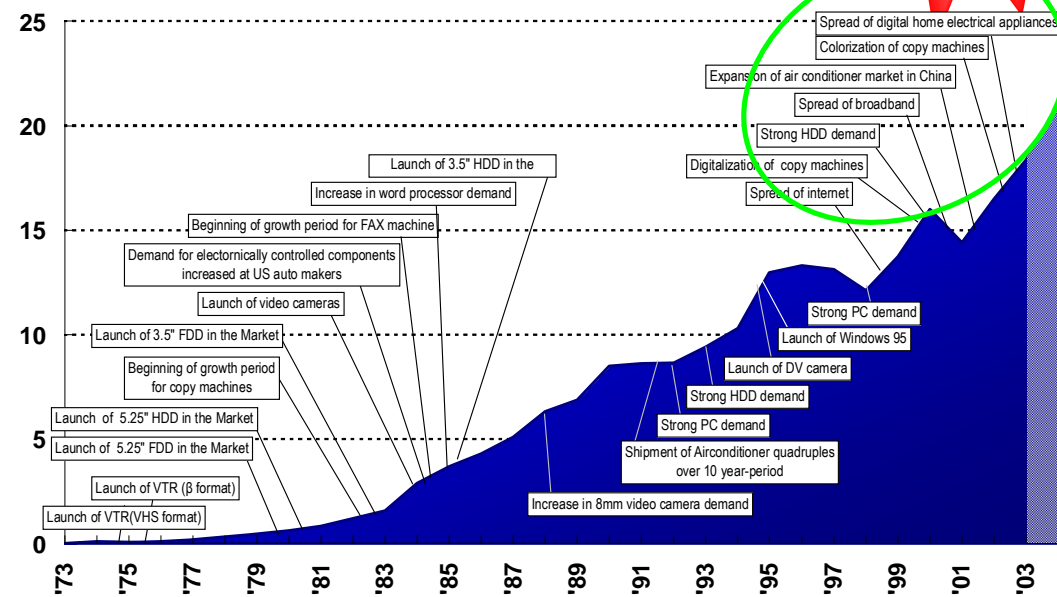 25
Spread of digital home electrical appliances
Colorization of copy machines
Expansion of air conditioner market in China
Spread of broadband
20
Strong HDD demand
Digitalization of copy machines
Launch of 3.5" HDD in the
Spread of internet
Increase in word processor demand
15
Beginning of growth period for FAX machine
Demand for electornically controlled components
increased at US auto makers
Launch of video cameras
Strong PC demand
10
Launch of 3.5" FDD in the Market
Launch of Windows 95
Beginning of growth period
for copy machines
Launch of DV camera
Strong HDD demand
Launch of 5.25" HDD in the Market
Strong PC demand
5
Launch of 5.25" FDD in the Market
Shipment of Airconditioner quadruples
over 10 year-period
Launch of VTR (β format)
Increase in 8mm video camera demand
Launch of VTR(VHS format)
0
'73
'75
'77
'79
'81
'83
'85
'87
'89
'91
'93
'95
'97
'99
'01
'03